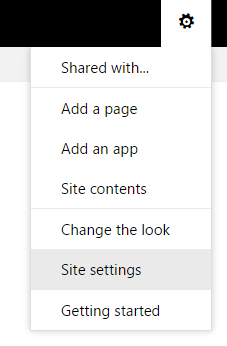 Shared with...
Add a page
Add an app
Site contents
Change the look
Site settings
Getting started